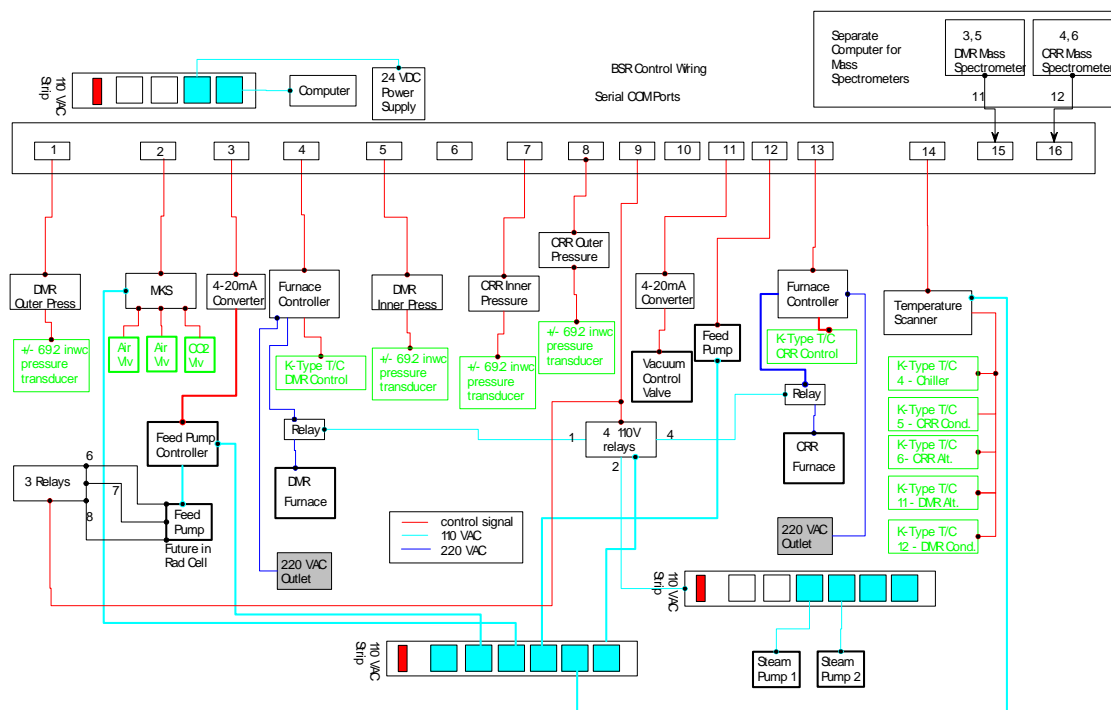 BSR Control Wiring
Serial COMPorts
Separate
Computer for
Mass
Spectrometers
3, 5
DMR Mass
Spectrometer
4, 6
CRR Mass
Spectrometer
11
12
110 VAC
Strip
Computer
24 VDC
Power
Supply
1
2
3
4
5
6
7
8
9
10
11
12
13
14
15
16
DMR
Outer Press
MKS
4-20mA
Converter
Furnace
Controller
DMR
Inner Press
CRR Inner
Pressure
CRR Outer
Pressure
4-20mA
Converter
Feed
Pump
Furnace
Controller
Temperature
Scanner
+/- 69.2 inwc
pressure
transducer
Air
Vlv
Air
Vlv
CO2
Vlv
K-Type T/C
DMR Control
+/- 69.2 inwc
pressure
transducer
+/- 69.2 inwc
pressure
transducer
+/- 69.2 inwc
pressure
transducer
Vacuum
Control
Valve
K-Type T/C
CRR Control
K-Type T/C
4 - Chiller
K-Type T/C
5 - CRR Cond.
K-Type T/C
6 - CRR Alt.
K-Type T/C
11 - DMR Alt.
K-Type T/C
12 - DMR Cond.
Feed Pump
Controller
Relay
1
4 110V
relays
4
2
Relay
3 Relays
6
7
8
Feed
Pump
Future in
Rad Cell
DMR
Furnace
CRR
Furnace
control signal
110 VAC
220 VAC
220 VAC
Outlet
220 VAC
Outlet
110 VAC
Strip
110 VAC
Strip
Steam
Pump 1
Steam
Pump 2